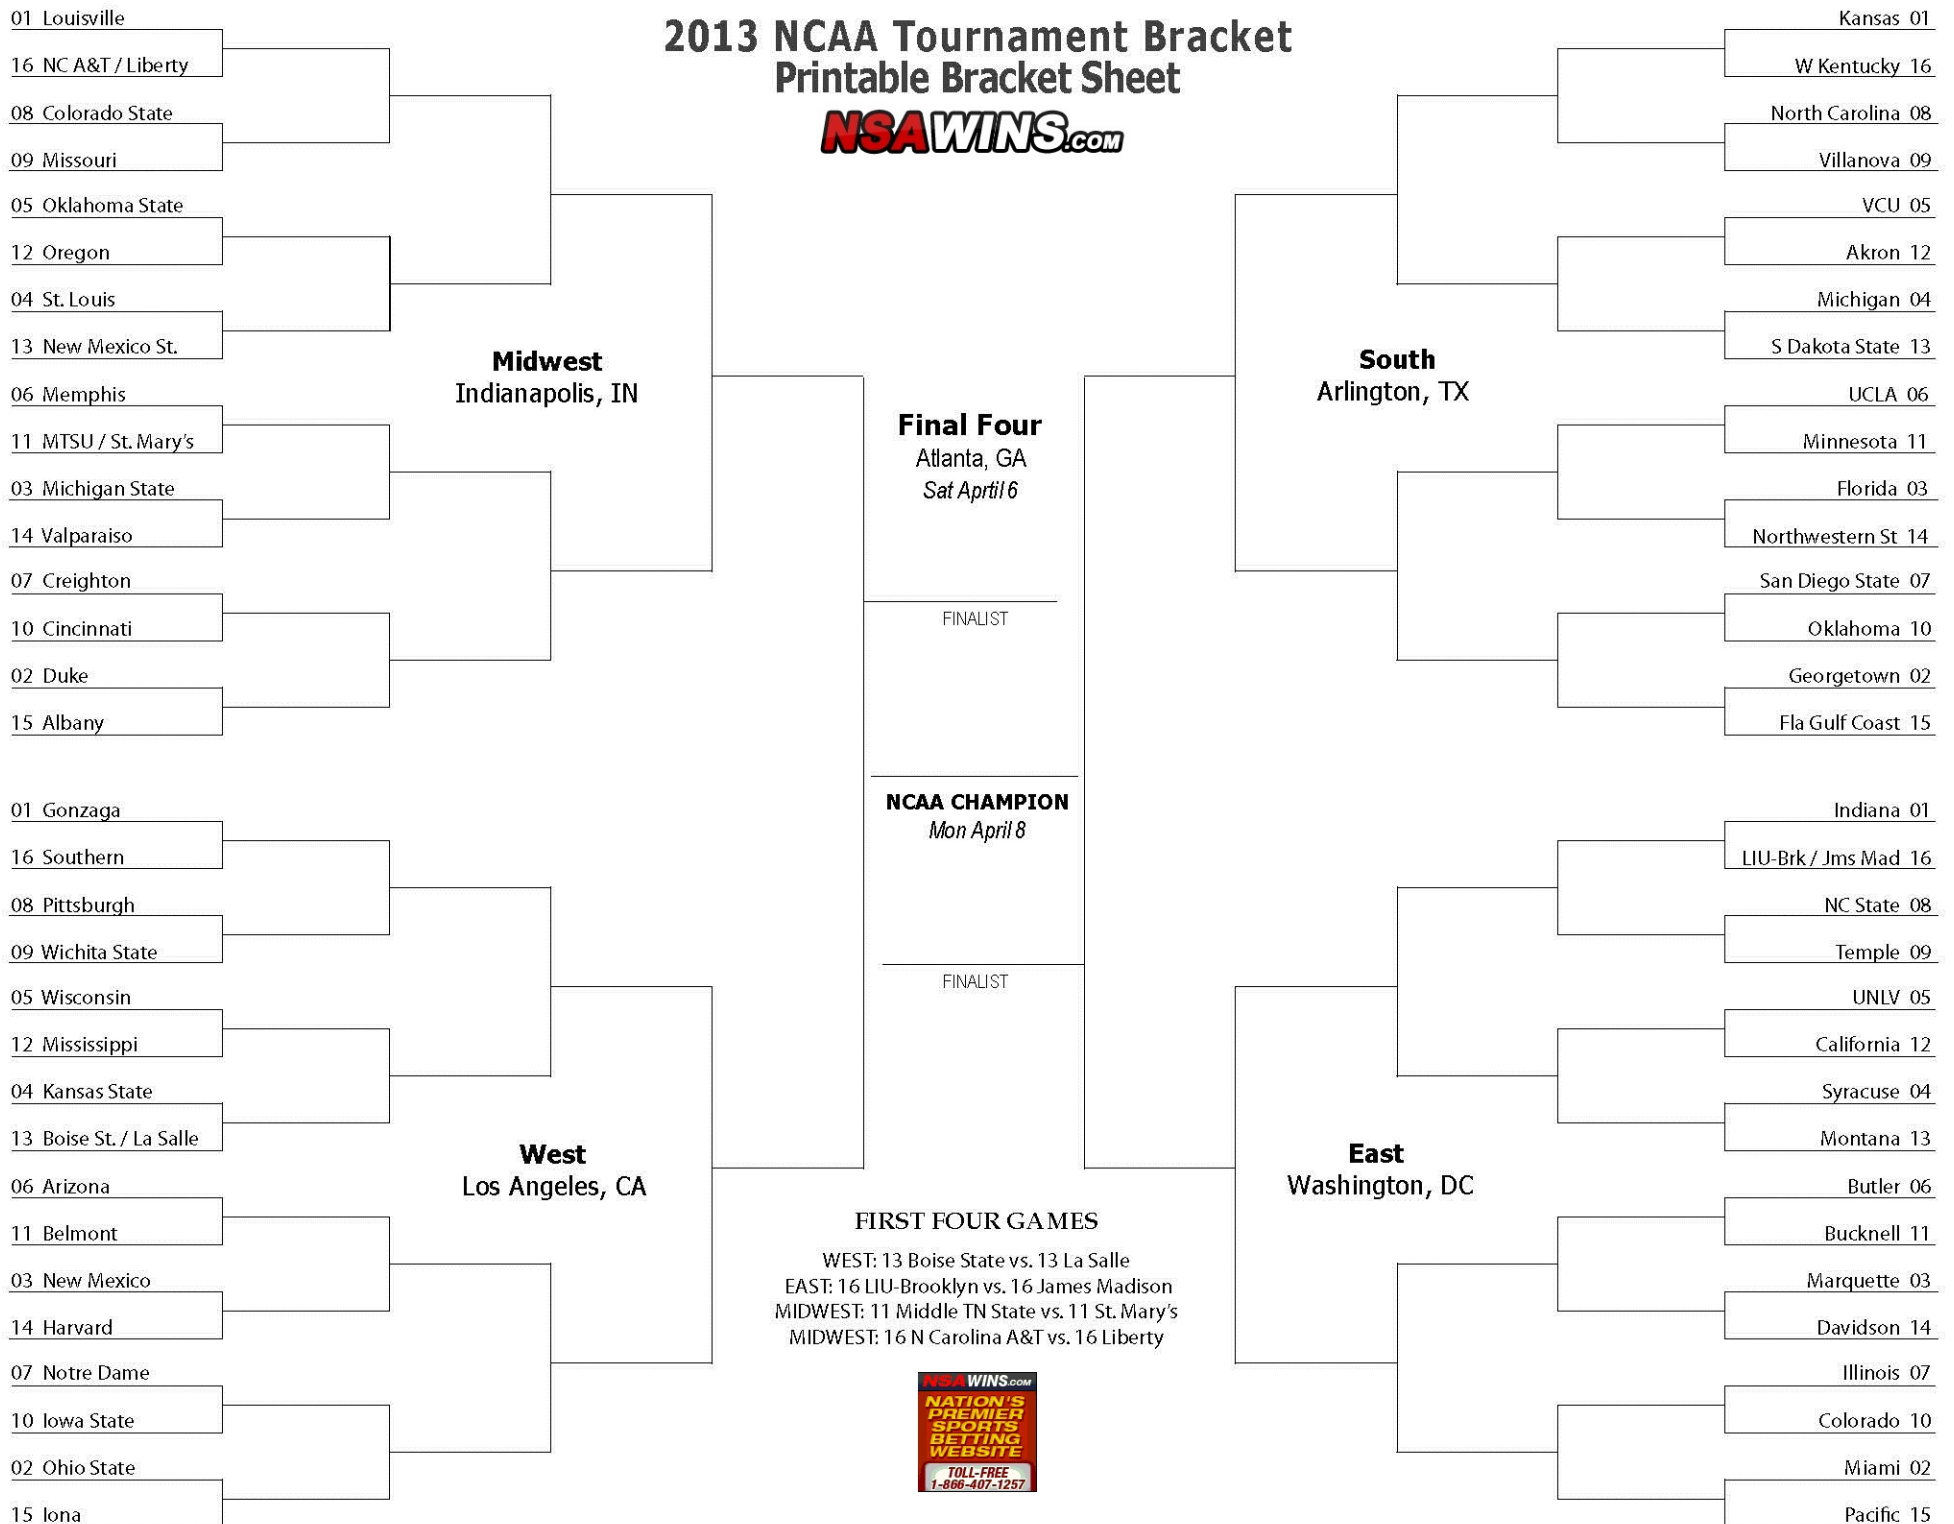 2013 NCAA Tournament Bracket
Printable Bracket Sheet
NSAWINS.COM
01 Louisville
16 NC A&T / Liberty
08 Colorado State
09 Missouri
05 Oklahoma State
12 Oregon
04 St. Louis
13 New Mexico St.
06 Memphis
11 MTSU / St. Mary's
03 Michigan State
14 Valparaiso
07 Creighton
10 Cincinnati
02 Duke
15 Albany
Midwest
Indianapolis, IN
01 Gonzaga
16 Southern
08 Pittsburgh
09 Wichita State
05 Wisconsin
12 Mississippi
04 Kansas State
13 Boise St. / La Salle
06 Arizona
11 Belmont
03 New Mexico
14 Harvard
07 Notre Dame
10 Iowa State
02 Ohio State
15 Iona
West
Los Angeles, CA
Final Four
Atlanta, GA
Sat Aprtil 6
FINALIST
NCAA CHAMPION
Mon April 8
FINALIST
Kansas 01
W Kentucky 16
North Carolina 08
Villanova 09
VCU 05
Akron 12
Michigan 04
S Dakota State 13
UCLA 06
Minnesota 11
Florida 03
Northwestern St 14
San Diego State 07
Oklahoma 10
Georgetown 02
Fla Gulf Coast 15
South
Arlington, TX
Indiana 01
LIU-Brk / Jms Mad 16
NC State 08
Temple 09
UNLV 05
California 12
Syracuse 04
Montana 13
Butler 06
Bucknell 11
Marquette 03
Davidson 14
Illinois 07
Colorado 10
Miami 02
Pacific 15
East
Washington, DC
FIRST FOUR GAMES
WEST: 13 Boise State vs. 13 La Salle
EAST: 16 LIU-Brooklyn vs. 16 James Madison
MIDWEST: 11 Middle TN State vs. 11 St. Mary's
MIDWEST: 16 N Carolina A&T vs. 16 Liberty
NSAWINS.COM
NATION'S
PREMIER
SPORTS
BETTING
WEBSITE
TOLL-FREE
1-866-407-1257